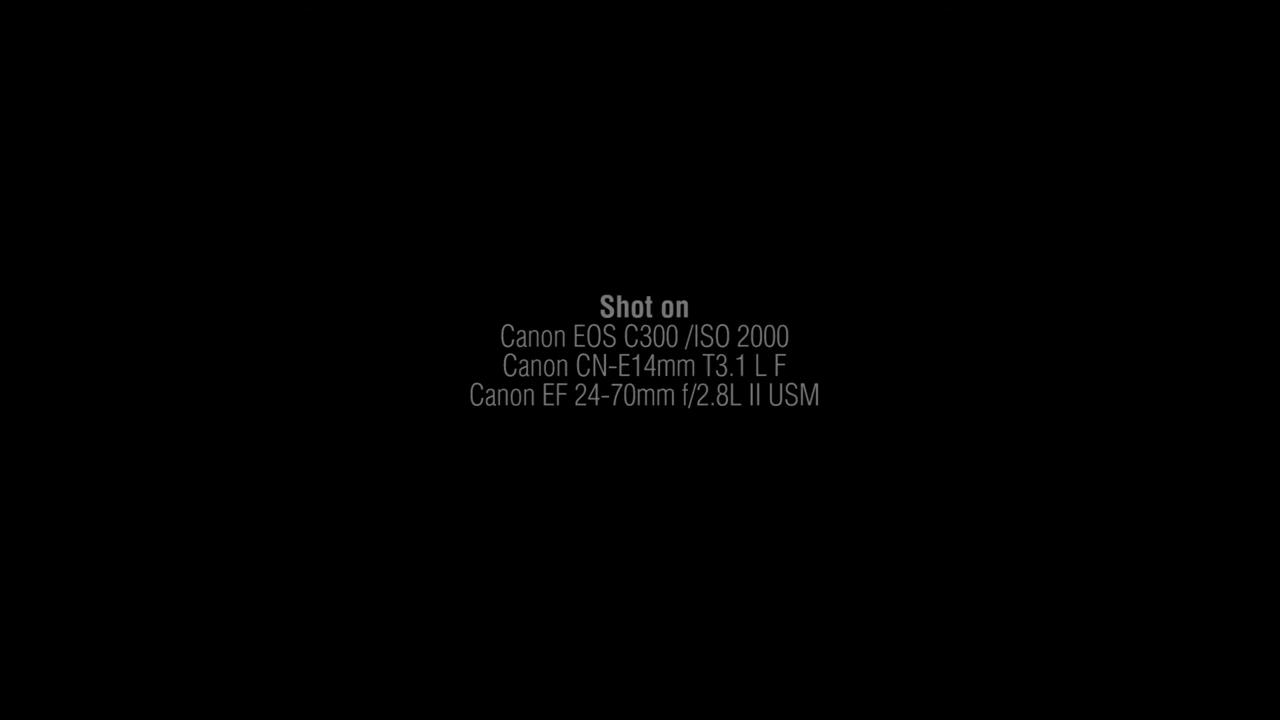 Shot on
Canon EOS C300 /ISO 2000
Canon CN-E14mm T3.1 L F
Canon EF 24-70mm f/2.8L II USM